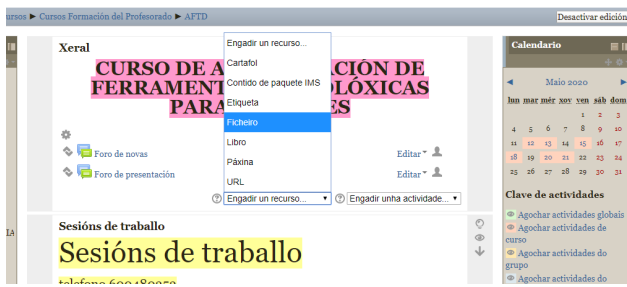 Cursos ► Cursos Formación del Profesorado ► AFTD
Desactivar edición
Xeral
CURSO DE A
CIÓN DE
FERRAMENT
LÓXICAS
PARA
ES
Engadir un recurso...
Cartafol
Contido de paquete IMS
Etiqueta
Ficheiro
Libro
Páxina
URL
Foro de novas
Editar
Foro de presentación
Editar
Engadir un recurso...
Engadir unha actividade...
Sesións de traballo
Sesións de traballo
Calendario
◄ Maio 2020 ►
lun mar mér xov ven sáb dom
1 2 3
4 5 6 7 8 9 10
11 12 13 14 15 16 17
18 19 20 21 22 23 24
25 26 27 28 29 30 31
Clave de actividades
Agochar actividades globais
Agochar actividades de
curso
Agochar actividades do
grupo
Agochar actividades do